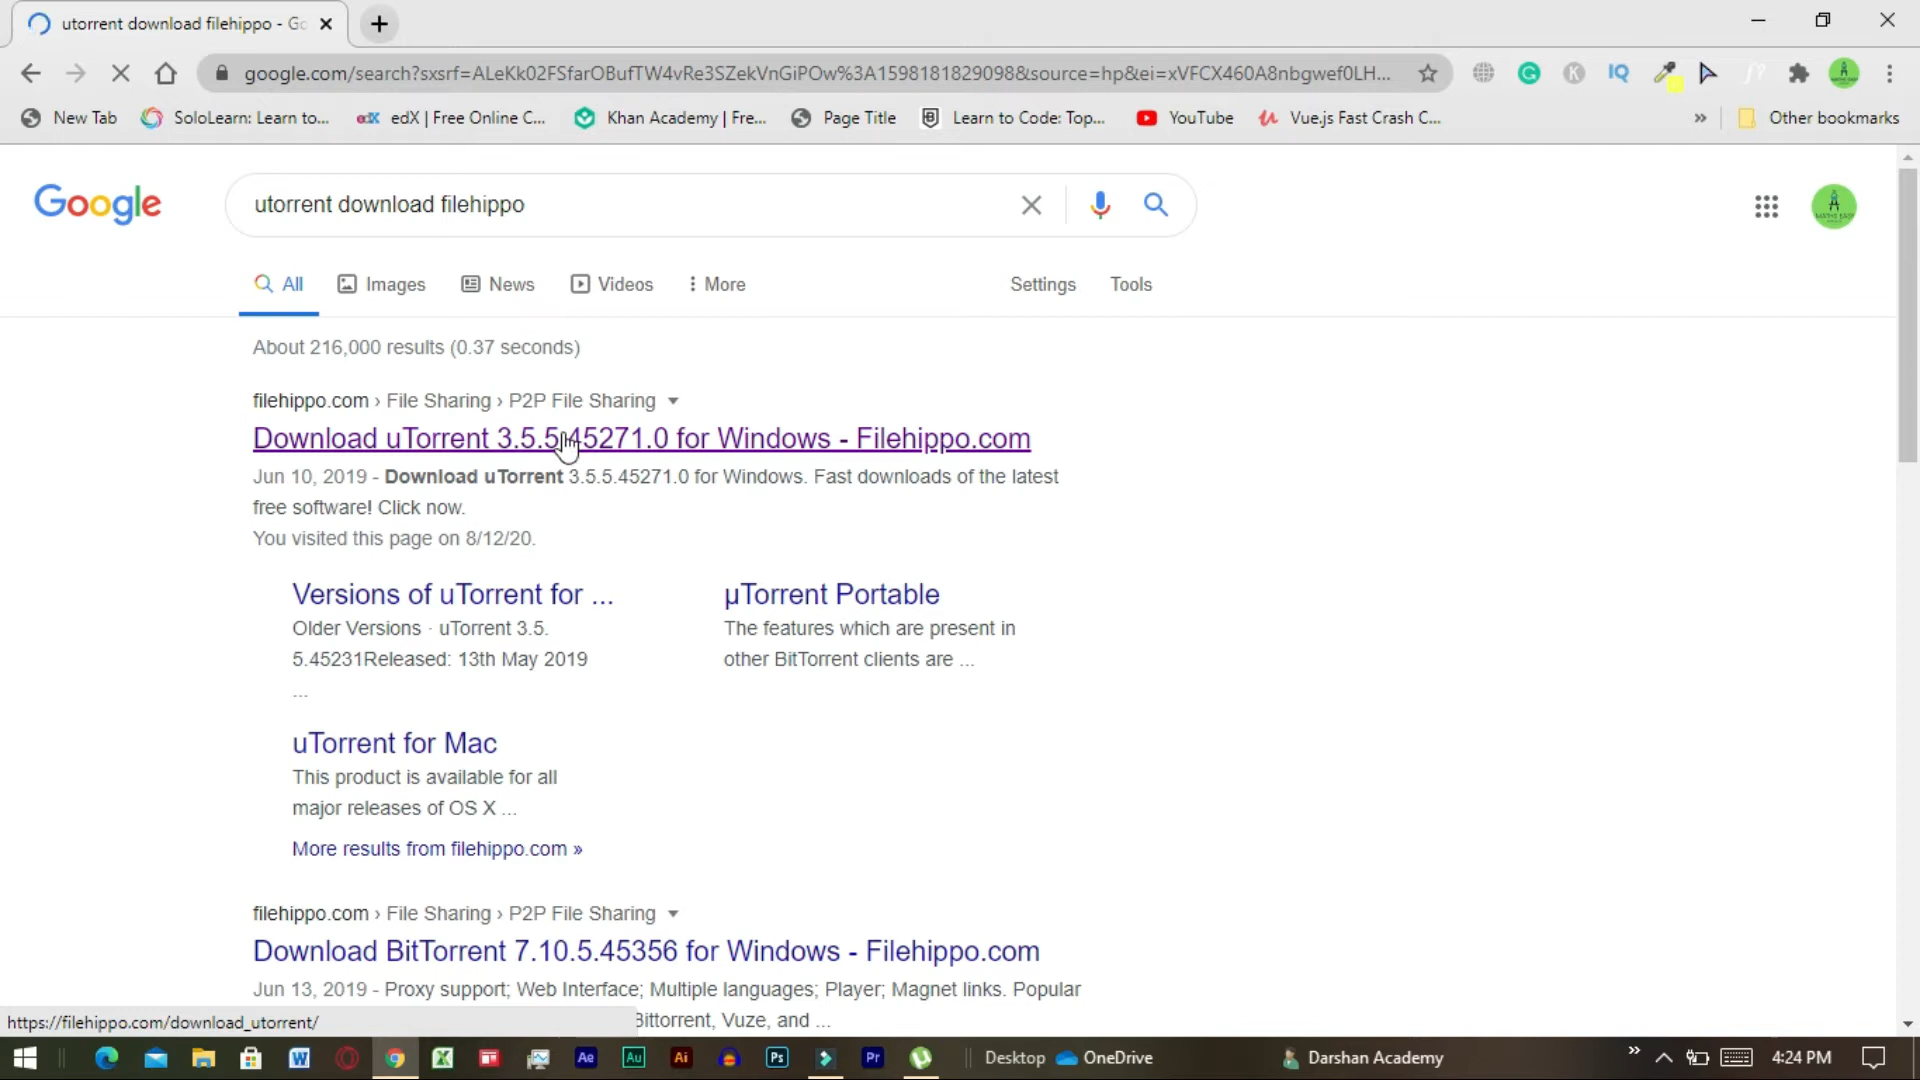 utorrent download filehippo - Go
google.com/search?sxsrf=ALeKk02FSfarOBufTW4vRe3SZekVnGiPOw%3A1598181829098&source=hp&ei=xVFCX460A8nbgwef0LH...
New Tab
SoloLearn: Learn to...
edX | Free Online C...
Khan Academy | Fre...
Page Title
Learn to Code: Top...
YouTube
Vue.js Fast Crash C...
»
Other bookmarks
Google
utorrent download filehippo
All
Images
News
Videos
More
Settings
Tools
About 216,000 results (0.37 seconds)
filehippo.com › File Sharing › P2P File Sharing
Download uTorrent 3.5.5.45271.0 for Windows - Filehippo.com
Jun 10, 2019 - Download uTorrent 3.5.5.45271.0 for Windows. Fast downloads of the latest
free software! Click now.
You visited this page on 8/12/20.
Versions of uTorrent for ...
Older Versions · uTorrent 3.5.
5.45231Released: 13th May 2019
...
µTorrent Portable
The features which are present in
other BitTorrent clients are ...
uTorrent for Mac
This product is available for all
major releases of OS X ...
More results from filehippo.com »
filehippo.com › File Sharing › P2P File Sharing
Download BitTorrent 7.10.5.45356 for Windows - Filehippo.com
Jun 13, 2019 - Proxy support; Web Interface; Multiple languages; Player; Magnet links. Popular
Bittorrent, Vuze, and ...
https://filehippo.com/download_utorrent/
Desktop
OneDrive
Darshan Academy
»
4:24 PM